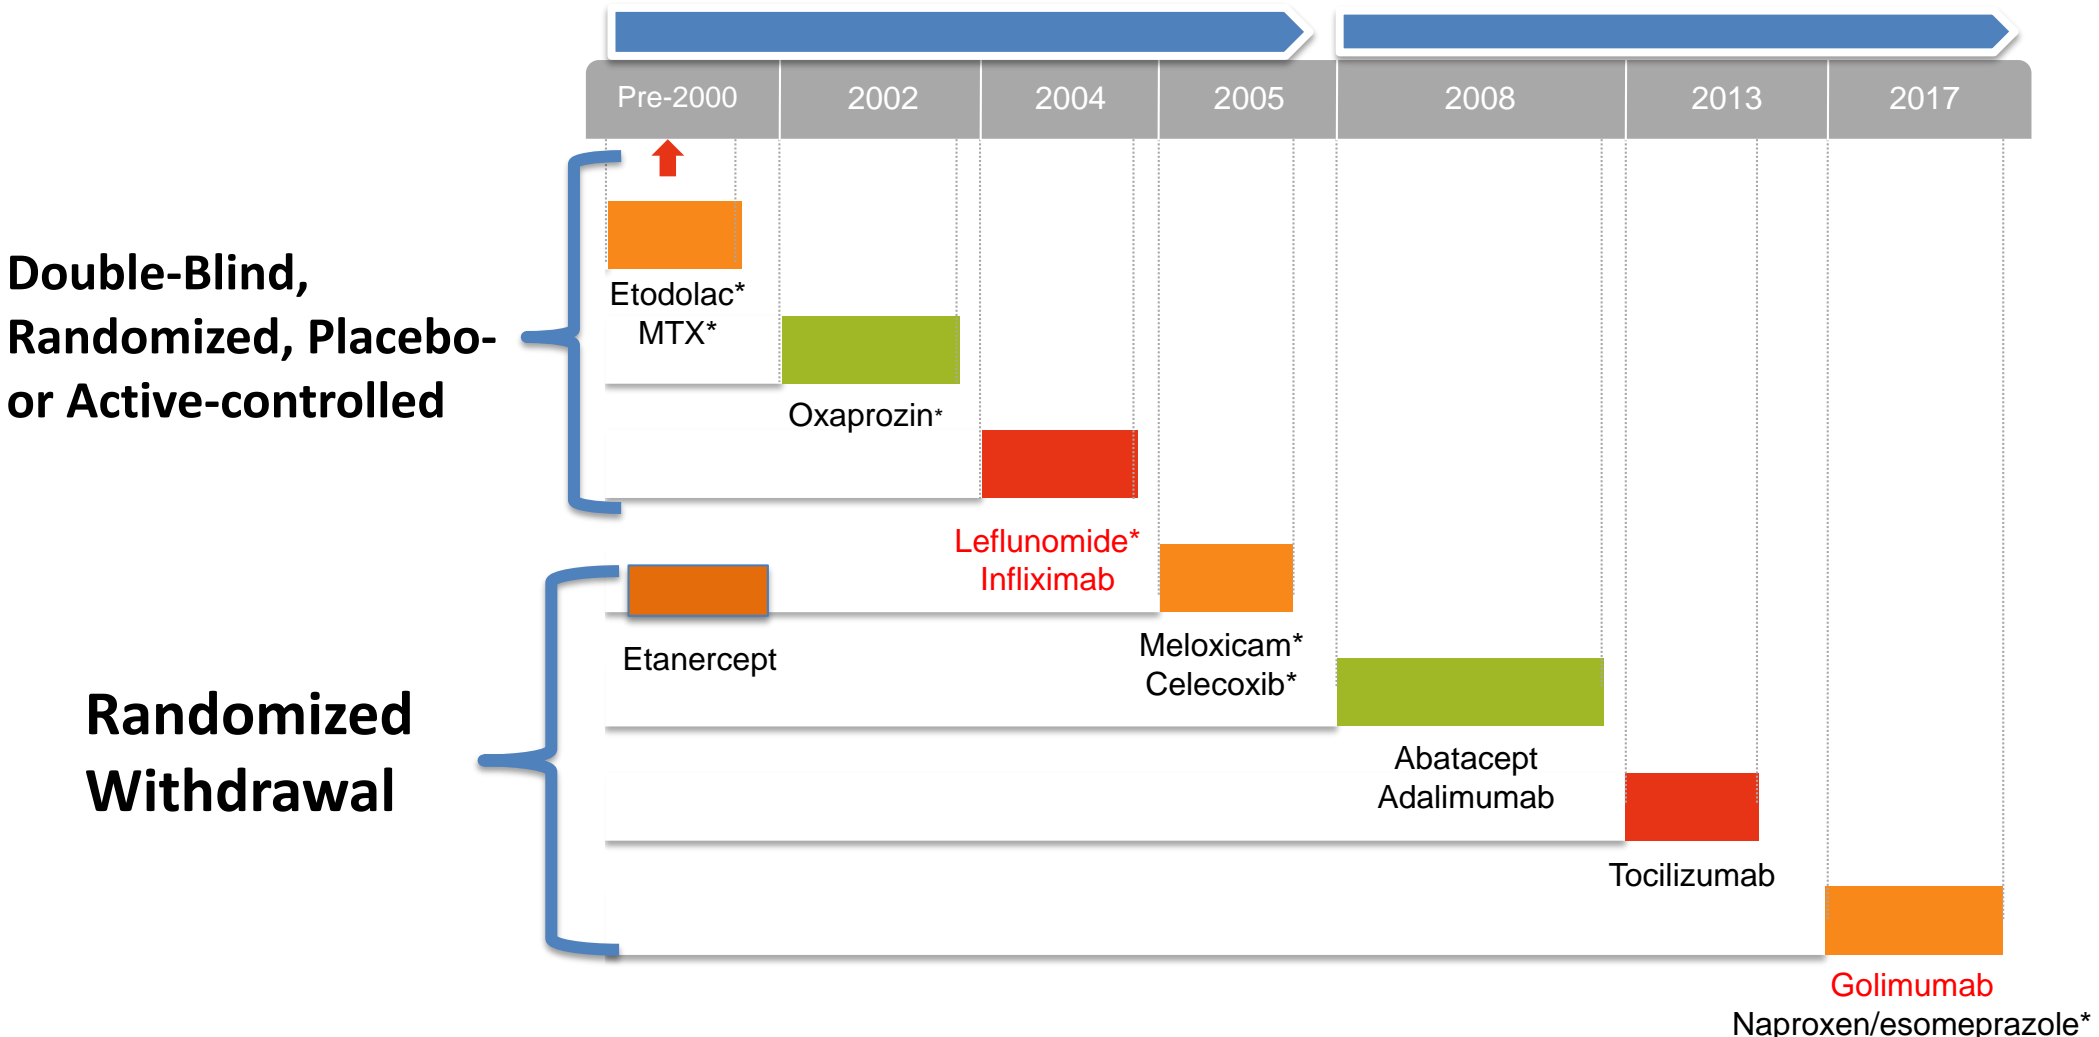 Pre-2000 2002 2004 2005 2008 2013 2017
Double-Blind,
Randomized, Placebo-
or Active-controlled
Etodolac*
MTX*
Oxaprozin*
Leflunomide*
Infliximab
Randomized
Withdrawal
Etanercept
Meloxicam*
Celecoxib*
Abatacept
Adalimumab
Tocilizumab
Golimumab
Naproxen/esomeprazole*